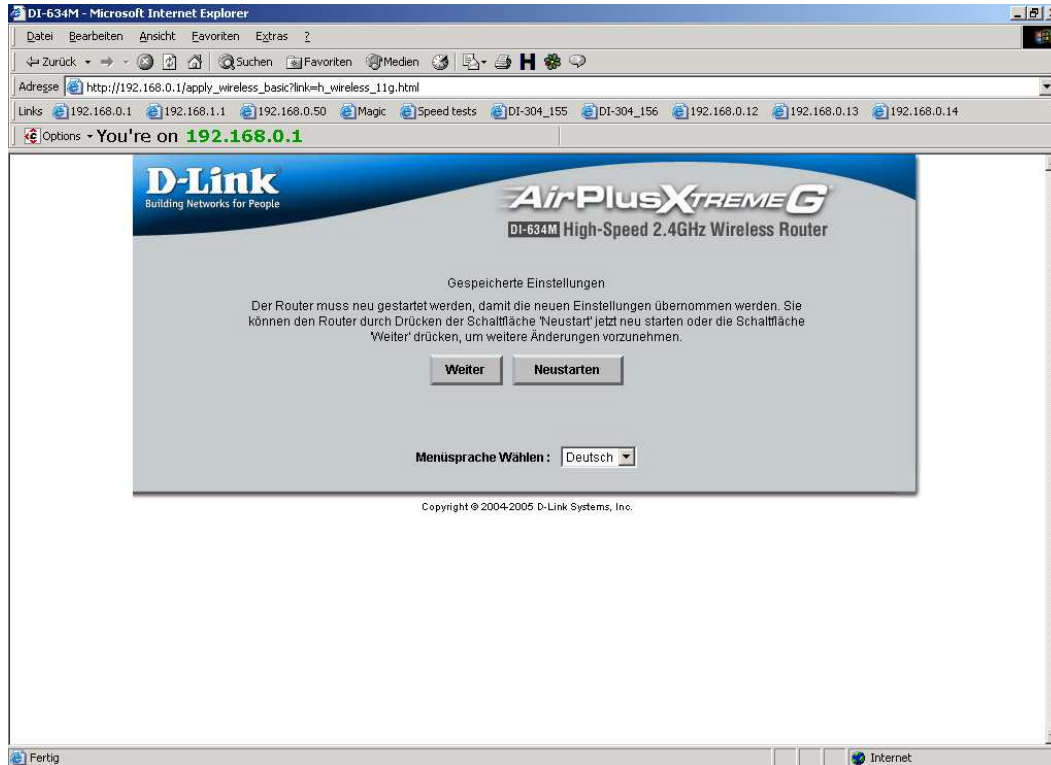 DI-634M - Microsoft Internet Explorer
Datei Bearbeiten Ansicht Favoriten Extras ?
Zurück Suchen Favoriten Medien
Adresse http://192.168.0.1/apply_wireless_basic?link=h_wireless_11g.html
Links 192.168.0.1 192.168.1.1 192.168.0.50 Magic Speed tests DI-304_155 DI-304_156 192.168.0.12 192.168.0.13 192.168.0.14
Options You're on 192.168.0.1
D-Link
Building Networks for People
AirPlus XTREME G
DI-634M High-Speed 2.4GHz Wireless Router
Gespeicherte Einstellungen
Der Router muss neu gestartet werden, damit die neuen Einstellungen übernommen werden. Sie
können den Router durch Drücken der Schaltfläche 'Neustart' jetzt neu starten oder die Schaltfläche
'Weiter' drücken, um weitere Änderungen vorzunehmen.
Weiter Neustarten
Menüsprache Wählen : Deutsch
Copyright © 2004-2005 D-Link Systems, Inc.
Fertig Internet